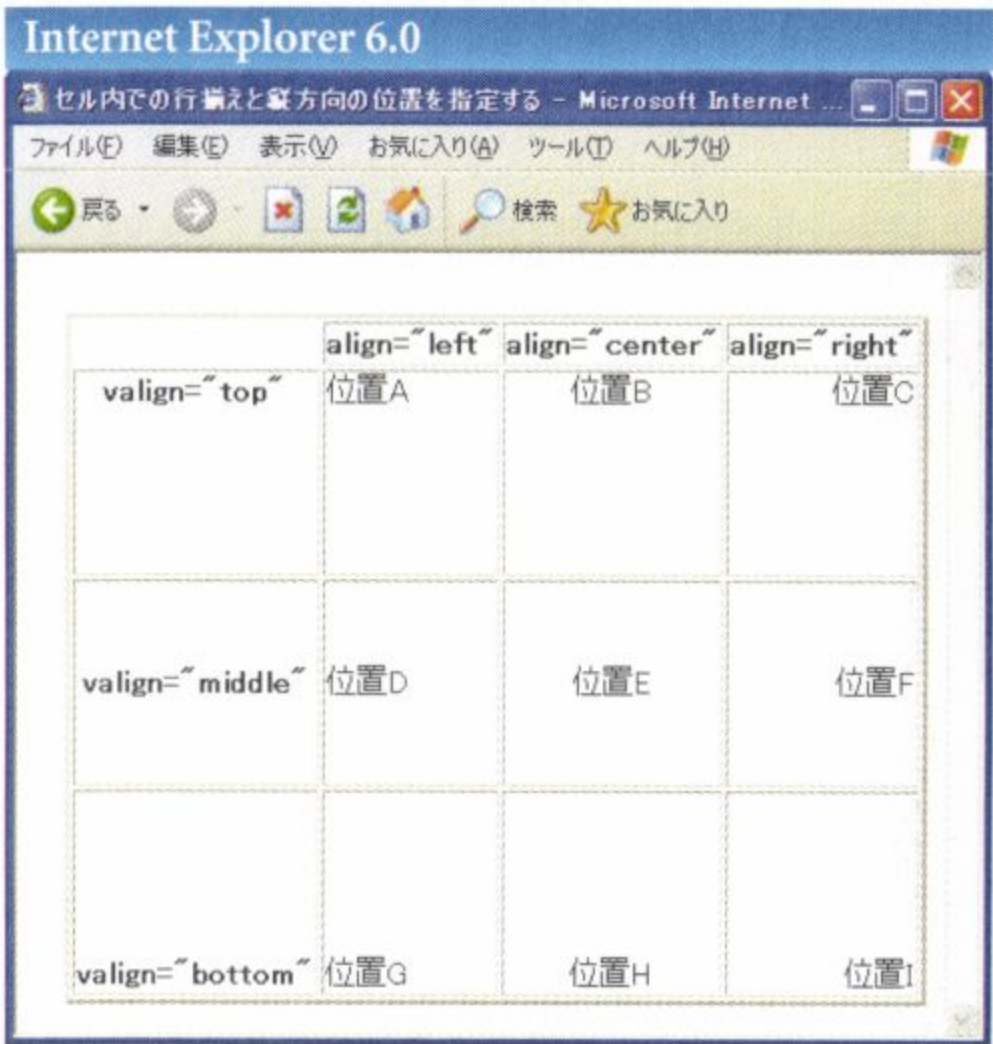 Internet Explorer 6.0
セル内での行揃えと縦方向の位置を指定する - Microsoft Internet ...
ファイル(F) 編集(E) 表示(V) お気に入り(A) ツール(T) ヘルプ(H)
戻る 検索 お気に入り
align="left" align="center" align="right"
valign="top" 位置A 位置B 位置C
valign="middle" 位置D 位置E 位置F
valign="bottom" 位置G 位置H 位置I